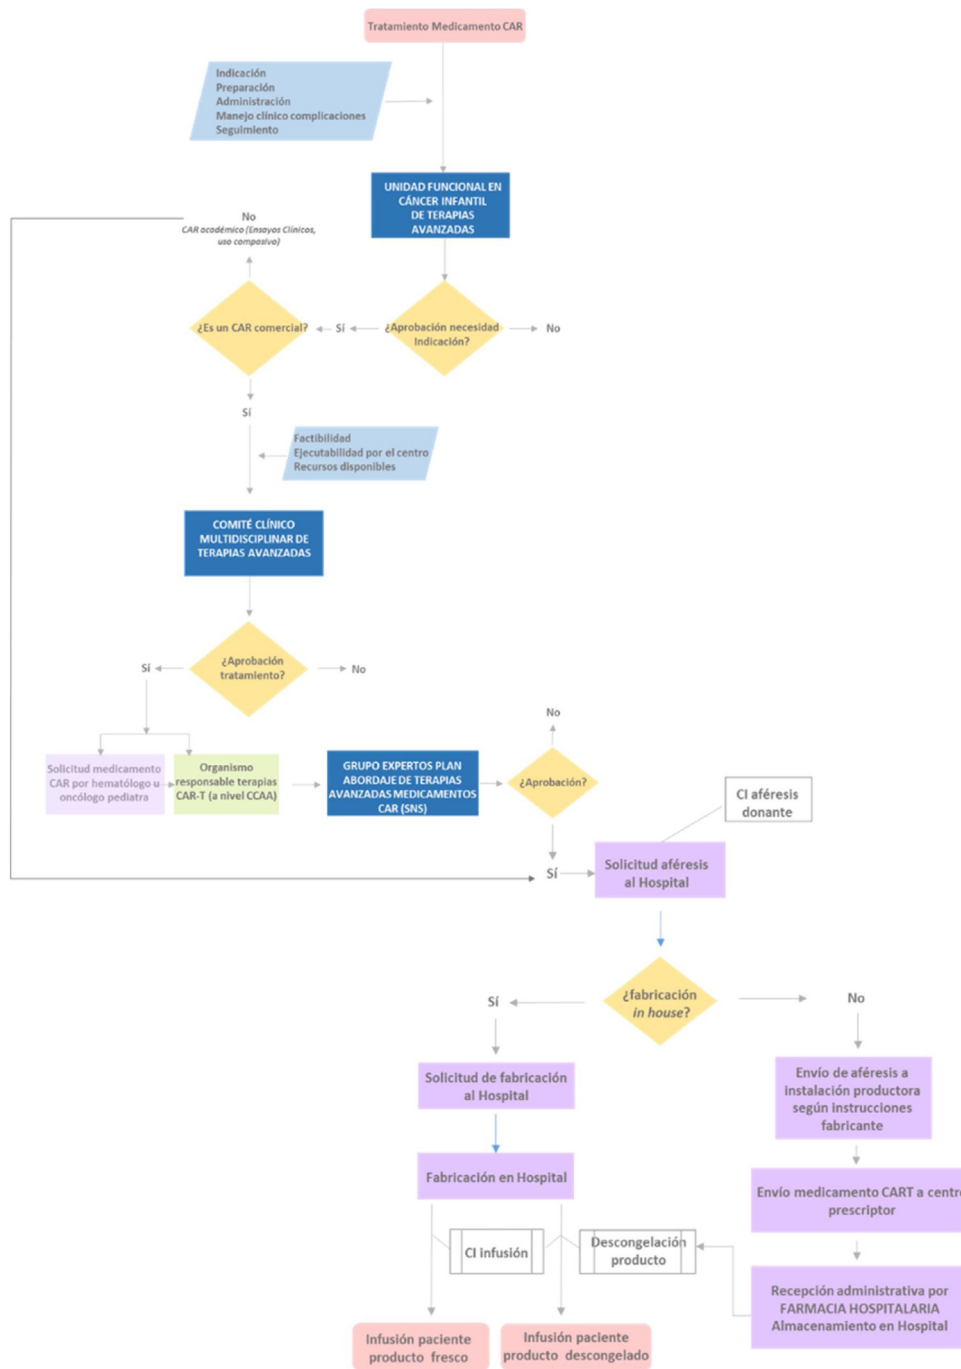 Tratamiento Medicamento CAR
Indicación
Preparación
Administración
Manejo clínico complicaciones
Seguimiento
UNIDAD FUNCIONAL EN
CÁNCER INFANTIL
DE TERAPIAS
AVANZADAS
No
CAR académico (Ensayos Clínicos,
uso compasivo)
¿Es un CAR comercial?
Sí
¿Aprobación necesidad
Indicación?
No
Sí
Factibilidad
Ejecutabilidad por el centro
Recursos disponibles
COMITÉ CLÍNICO
MULTIDISCIPLINAR DE
TERAPIAS AVANZADAS
Sí
¿Aprobación
tratamiento?
No
Solicitud medicamento
CAR por hematólogo u
oncólogo pediatra
Organismo
responsable terapias
CAR-T (a nivel CCAA)
GRUPO EXPERTOS PLAN
ABORDAJE DE TERAPIAS
AVANZADAS MEDICAMENTOS
CAR (SNS)
No
¿Aprobación?
Sí
CI aféresis
donante
Solicitud aféresis
al Hospital
Sí
¿fabricación
in house?
No
Solicitud de fabricación
al Hospital
Envío de aféresis a
instalación productora
según instrucciones
fabricante
Fabricación en Hospital
Envío medicamento CART a centro
prescriptor
CI infusión
Descongelación
producto
Recepción administrativa por
FARMACIA HOSPITALARIA
Almacenamiento en Hospital
Infusión paciente
producto fresco
Infusión paciente
producto descongelado